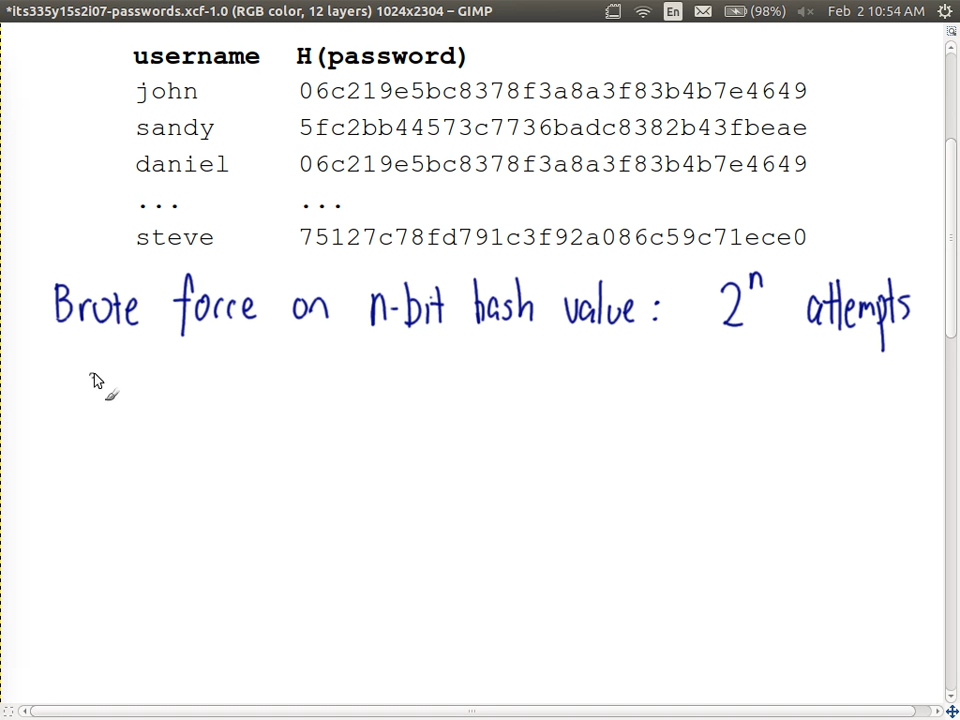 *its335y15s2i07-passwords.xcf-1.0 (RGB color, 12 layers) 1024x2304 – GIMP En (98%) Feb 2 10:54 AM
username H(password)
john 06c219e5bc8378f3a8a3f83b4b7e4649
sandy 5fc2bb44573c7736badc8382b43fbeae
daniel 06c219e5bc8378f3a8a3f83b4b7e4649
... ...
steve 75127c78fd791c3f92a086c59c71ece0
Brute force on n-bit hash value: 2^n attempts